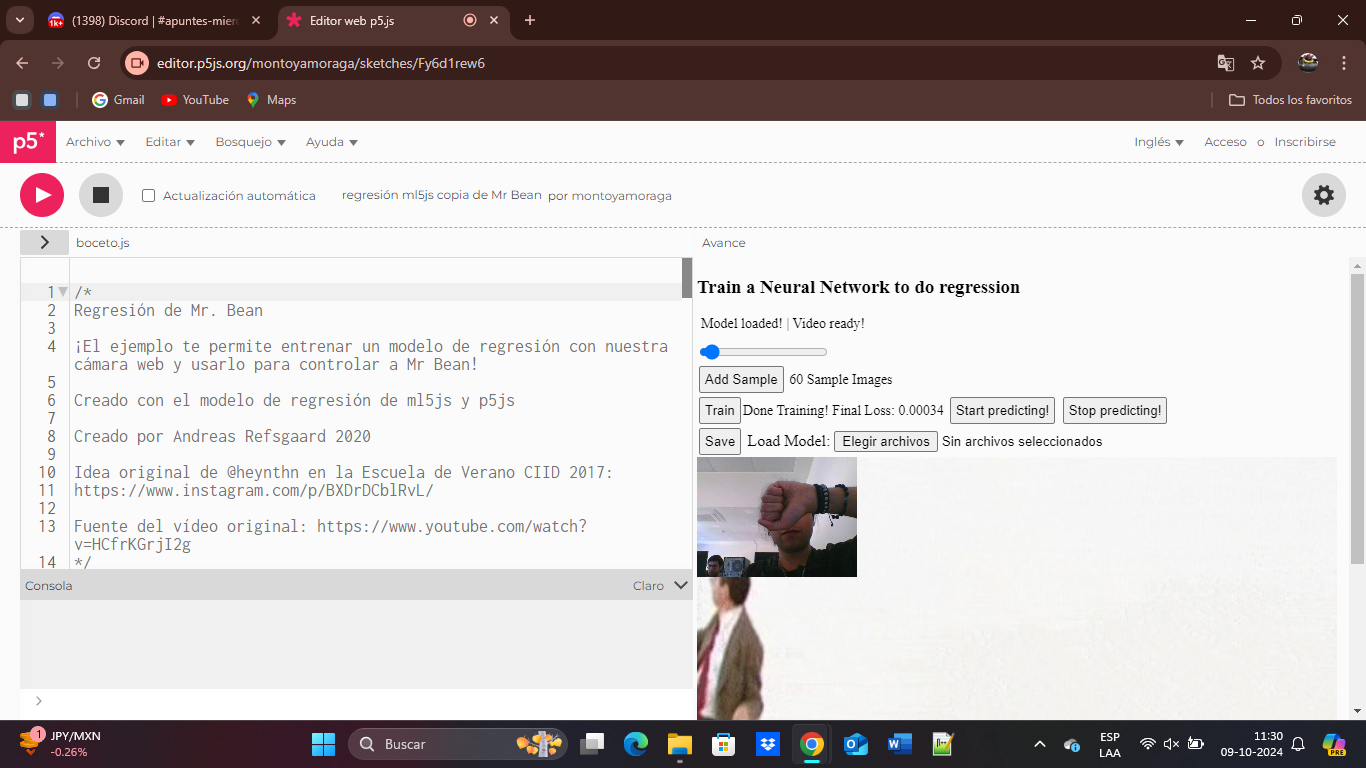 (1398) Discord | #apuntes-mier
Editor web p5.js
editor.p5js.org/montoyamoraga/sketches/Fy6d1rew6
Gmail
YouTube
Maps
Todos los favoritos
p5*
Archivo
Editar
Bosquejo
Ayuda
Inglés
Acceso o Inscribirse
Actualización automática
regresión ml5js copia de Mr Bean por montoyamoraga
boceto.js
Avance
1 /*
2 Regresión de Mr. Bean
3
4 ¡El ejemplo te permite entrenar un modelo de regresión con nuestra
cámara web y usarlo para controlar a Mr Bean!
5
6 Creado con el modelo de regresión de ml5js y p5js
7
8 Creado por Andreas Refsgaard 2020
9
10 Idea original de @heynthn en la Escuela de Verano CIID 2017:
11 https://www.instagram.com/p/BXDrDCblRvL/
12
13 Fuente del vídeo original: https://www.youtube.com/watch?
v=HCfrKGrjI2g
14 */
Consola
Claro
Train a Neural Network to do regression
Model loaded! | Video ready!
Add Sample 60 Sample Images
Train Done Training! Final Loss: 0.00034 Start predicting! Stop predicting!
Save Load Model: Elegir archivos Sin archivos seleccionados
1
JPY/MXN
-0.26%
Buscar
ESP
LAA
11:30
09-10-2024
PRE